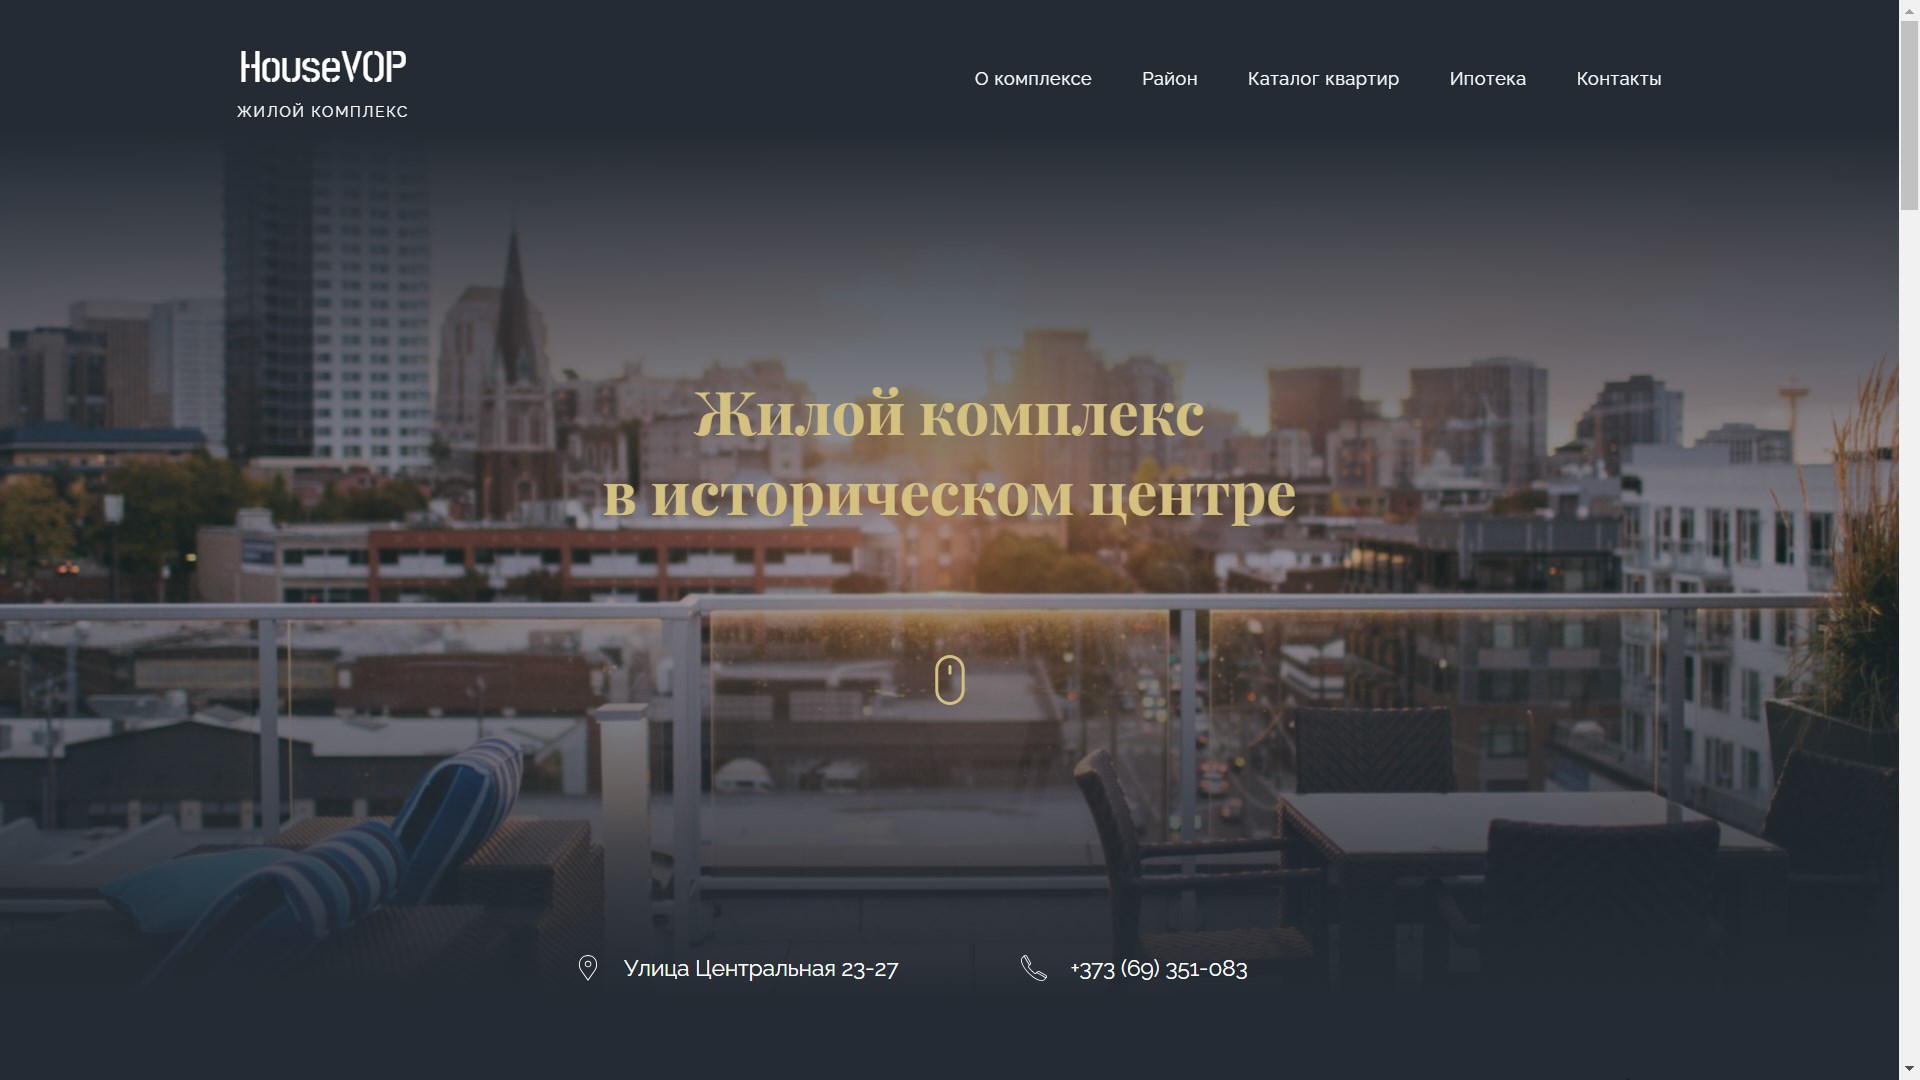 HouseVOP
ЖИЛОЙ КОМПЛЕКС
О комплексе
Район
Каталог квартир
Ипотека
Контакты
Жилой комплекс
в историческом центре
Улица Центральная 23-27
+373 (69) 351-083